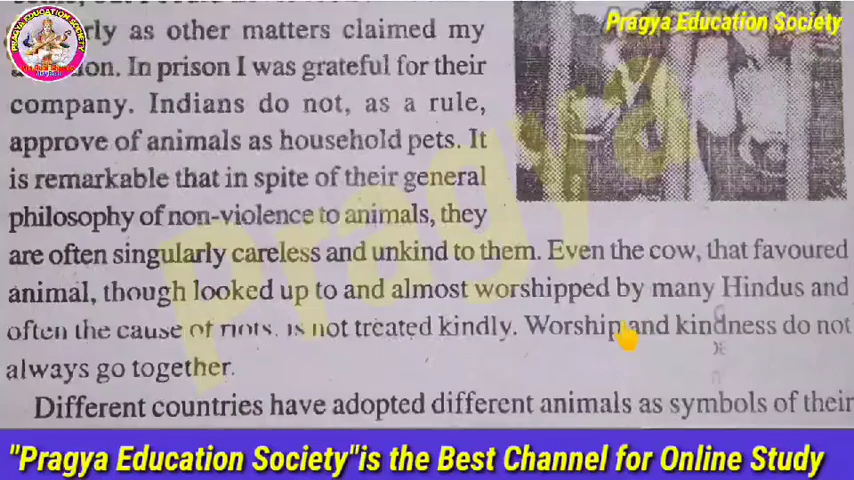 Pragya Education Society
PRAGYA EDUCATION SOCIETY
as other matters claimed my
In prison I was grateful for their
company. Indians do not, as a rule,
approve of animals as household pets. It
is remarkable that in spite of their general
philosophy of non-violence to animals, they
are often singularly careless and unkind to them. Even the cow, that favoured
animal, though looked up to and almost worshipped by many Hindus and
often the cause of riots, is not treated kindly. Worship and kindness do not
always go together.
Different countries have adopted different animals as symbols of their
Pragya
"Pragya Education Society"is the Best Channel for Online Study